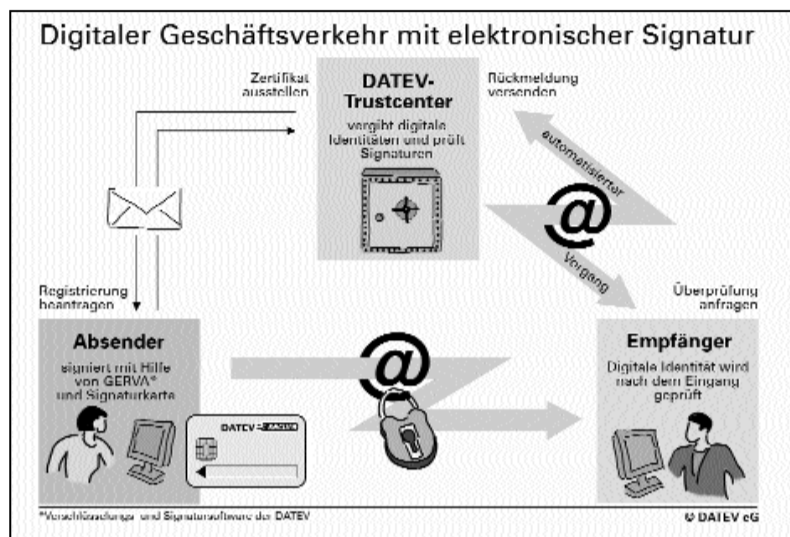 Digitaler Geschäftsverkehr mit elektronischer Signatur
Zertifikat
ausstellen
DATEV-
Trustcenter
vergibt digitale
Identitäten und prüft
Signaturen
Rückmeldung
versenden
automatisierter
@
Vorgang
Registrierung
beantragen
Überprüfung
anfragen
Absender
signiert mit Hilfe
von GERVA*
und Signaturkarte
DATEV
@
Empfänger
Digitale Identität wird
nach dem Eingang
geprüft
*Verschlüsselungs- und Signatursoftware der DATEV
© DATEV eG